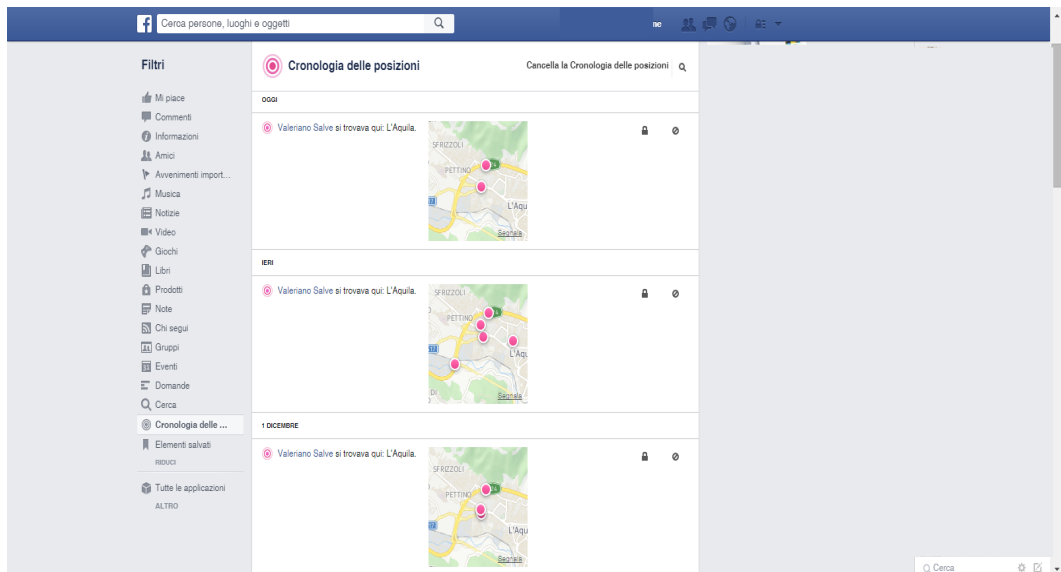 f Cerca persone, luoghi e oggetti
me
Filtri
Mi piace
Commenti
Informazioni
Amici
Avvenimenti import...
Musica
Notizie
Video
Giochi
Libri
Prodotti
Note
Chi segui
Gruppi
Eventi
Domande
Cerca
Cronologia delle ...
Elementi salvati
RIDUCI
Tutte le applicazioni
ALTRO
Cronologia delle posizioni
Cancella la Cronologia delle posizioni
OGGI
Valeriano Salve si trovava qui: L'Aquila.
SFRIZZOLI
PETTINO
L'Aqu
Segnala
IERI
Valeriano Salve si trovava qui: L'Aquila.
SFRIZZOLI
PETTINO
L'Aqu
DI
Segnala
1 DICEMBRE
Valeriano Salve si trovava qui: L'Aquila.
SFRIZZOLI
PETTINO
L'Aqu
Segnala
Cerca